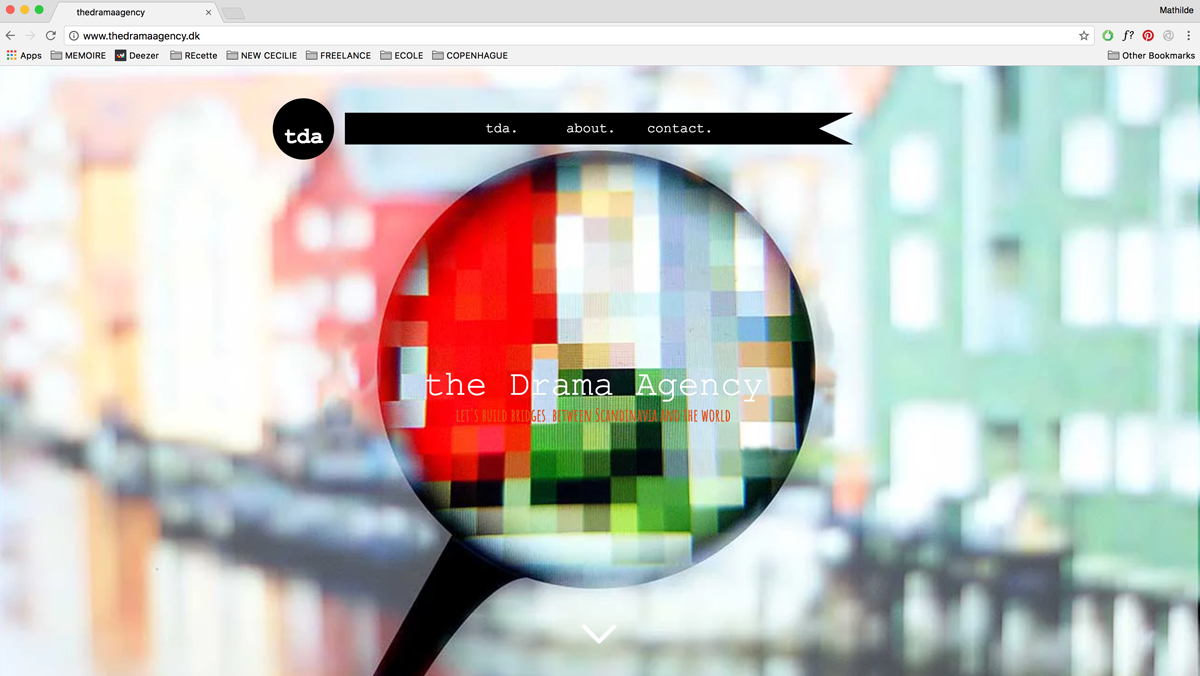 thedramaagency
Mathilde
www.thedramaagency.dk
Apps MEMOIRE Deezer REcette NEW CECILIE FREELANCE ECOLE COPENHAGUE Other Bookmarks
tda
tda. about. contact.
the Drama Agency
LET'S BUILD BRIDGES BETWEEN SCANDINAVIA AND THE WORLD